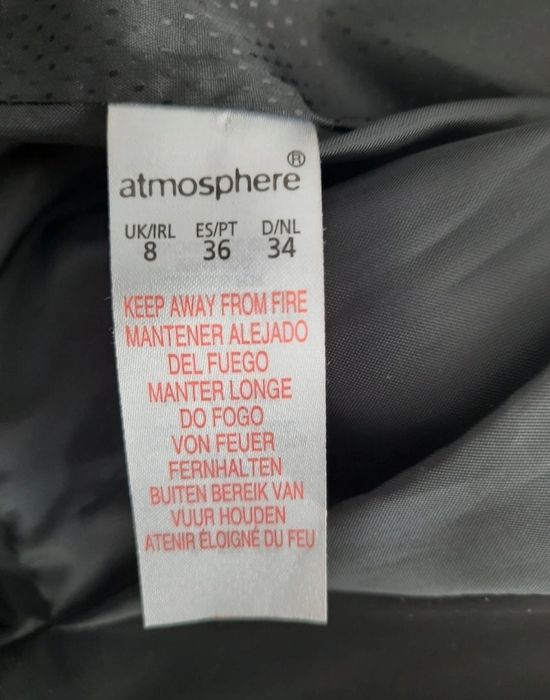 atmosphere®
UK/IRL ES/PT D/NL
8 36 34
KEEP AWAY FROM FIRE
MANTENER ALEJADO
DEL FUEGO
MANTER LONGE
DO FOGO
VON FEUER
FERNHALTEN
BUITEN BEREIK VAN
VUUR HOUDEN
ATENIR ÉLOIGNÉ DU FEU